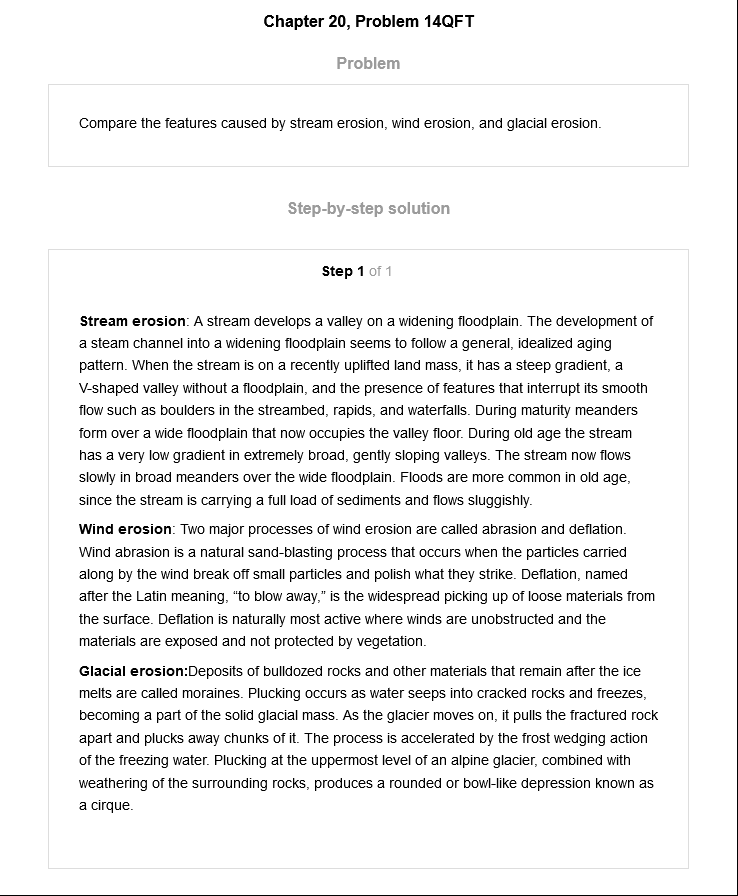 Chapter 20, Problem 14QFT
Problem
Compare the features caused by stream erosion, wind erosion, and glacial erosion.
Step-by-step solution
Step 1 of 1
Stream erosion: A stream develops a valley on a widening floodplain. The development of
a steam channel into a widening floodplain seems to follow a general, idealized aging
pattern. When the stream is on a recently uplifted land mass, it has a steep gradient, a
V-shaped valley without a floodplain, and the presence of features that interrupt its smooth
flow such as boulders in the streambed, rapids, and waterfalls. During maturity meanders
form over a wide floodplain that now occupies the valley floor. During old age the stream
has a very low gradient in extremely broad, gently sloping valleys. The stream now flows
slowly in broad meanders over the wide floodplain. Floods are more common in old age,
since the stream is carrying a full load of sediments and flows sluggishly.
Wind erosion: Two major processes of wind erosion are called abrasion and deflation.
Wind abrasion is a natural sand-blasting process that occurs when the particles carried
along by the wind break off small particles and polish what they strike. Deflation, named
after the Latin meaning, “to blow away,” is the widespread picking up of loose materials from
the surface. Deflation is naturally most active where winds are unobstructed and the
materials are exposed and not protected by vegetation.
Glacial erosion:Deposits of bulldozed rocks and other materials that remain after the ice
melts are called moraines. Plucking occurs as water seeps into cracked rocks and freezes,
becoming a part of the solid glacial mass. As the glacier moves on, it pulls the fractured rock
apart and plucks away chunks of it. The process is accelerated by the frost wedging action
of the freezing water. Plucking at the uppermost level of an alpine glacier, combined with
weathering of the surrounding rocks, produces a rounded or bowl-like depression known as
a cirque.